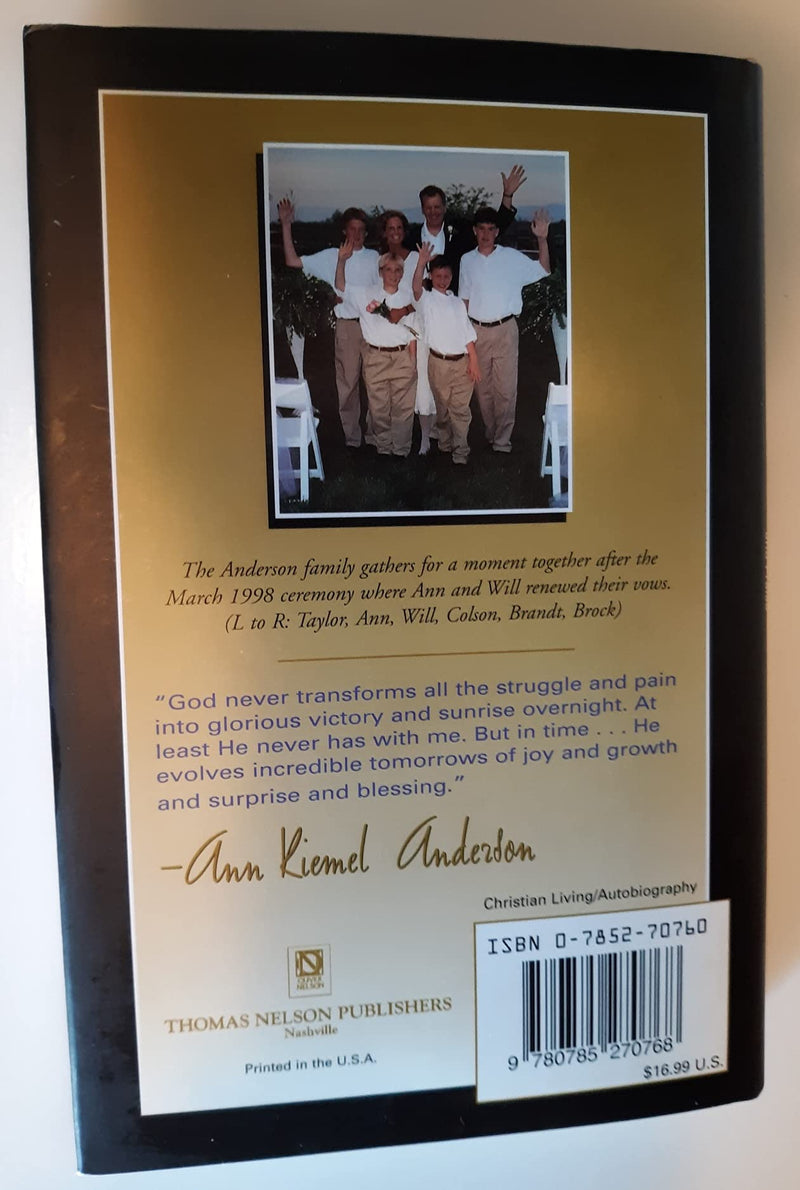 The Anderson family gathers for a moment together after the
March 1998 ceremony where Ann and Will renewed their vows.
(L to R: Taylor, Ann, Will, Colson, Brandt, Brock)
"God never transforms all the struggle and pain
into glorious victory and sunrise overnight. At
least He never has with me. But in time . . . He
evolves incredible tomorrows of joy and growth
and surprise and blessing."
–Ann Kiemel Anderson
Christian Living/Autobiography
ISBN 0-7852-7076-0
9 780785 270768
$16.99 U.S.
OLIVER
NELSON
THOMAS NELSON PUBLISHERS
Nashville
Printed in the U.S.A.